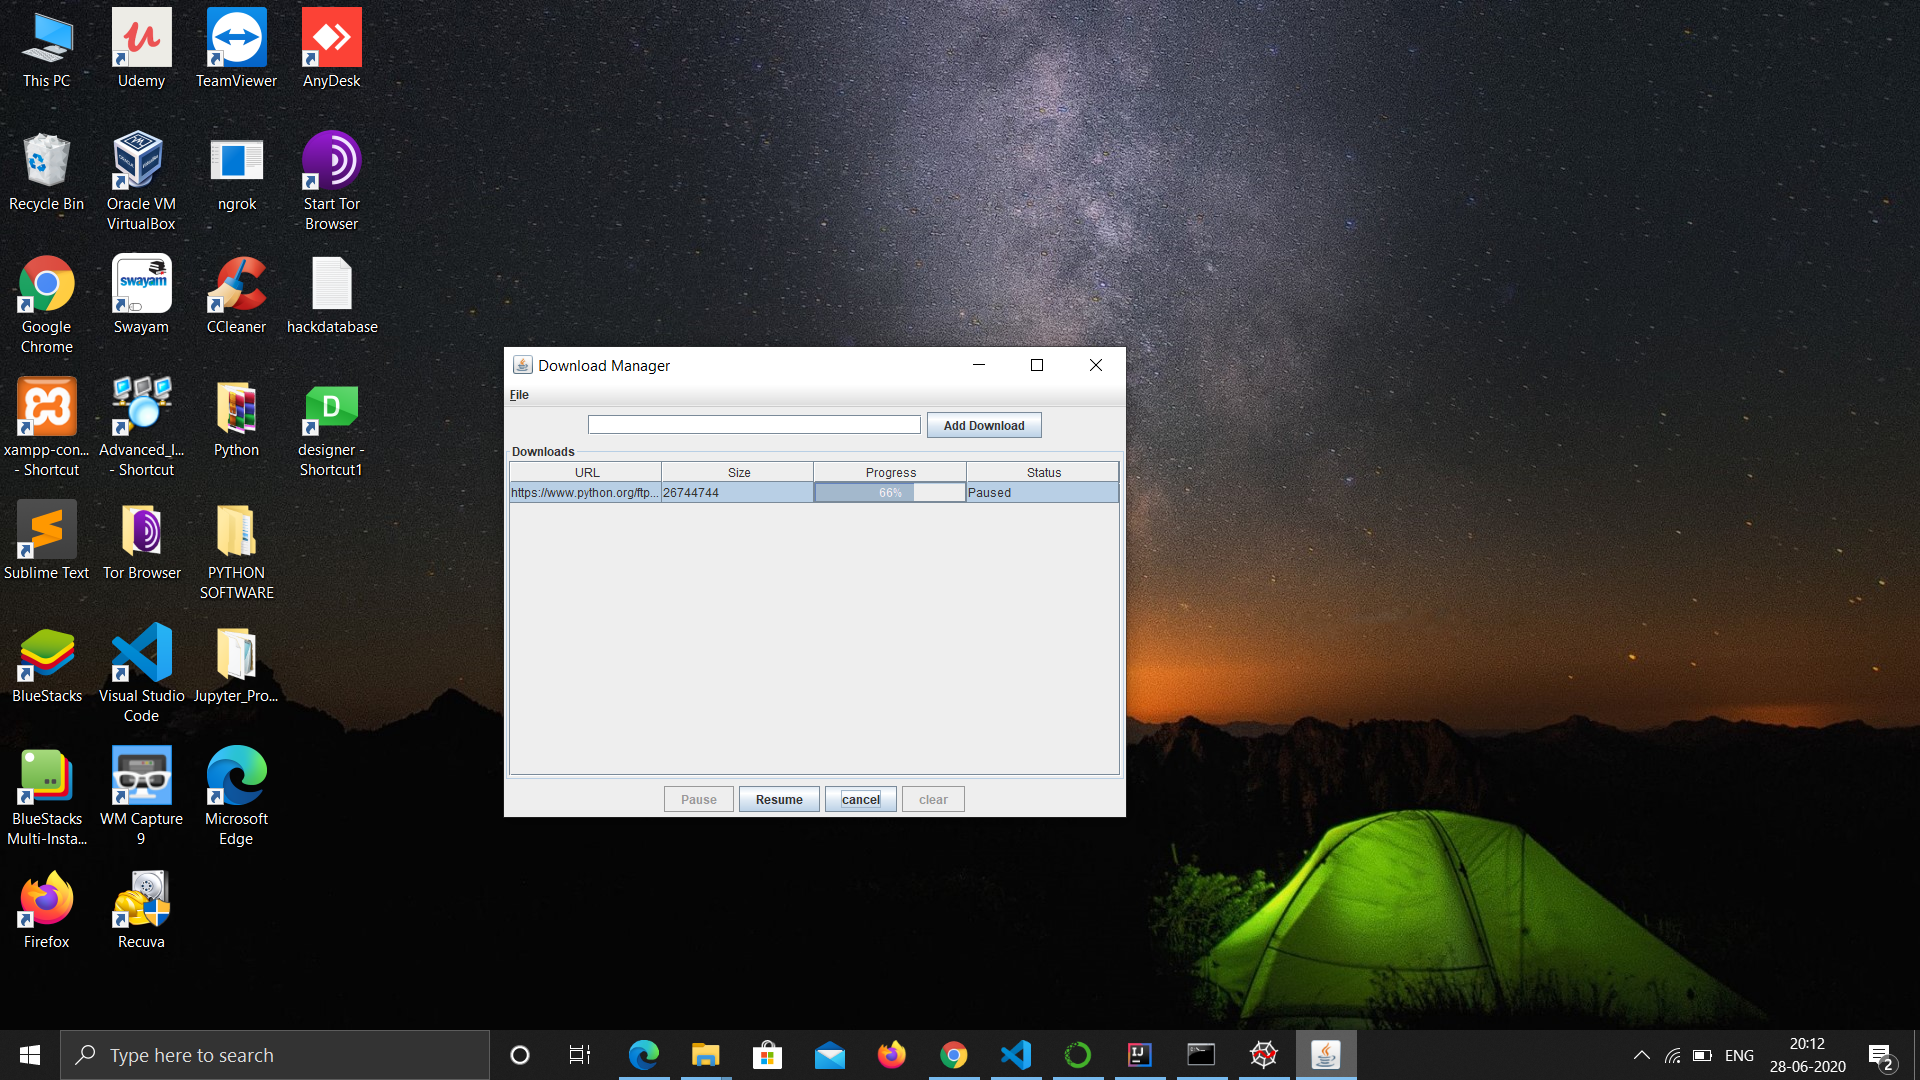 This PC
Udemy
TeamViewer
AnyDesk
Recycle Bin
Oracle VM
VirtualBox
ngrok
Start Tor
Browser
Google
Chrome
swayam
Swayam
CCleaner
hackdatabase
xampp-con...
- Shortcut
Advanced_I...
- Shortcut
Python
D
designer -
Shortcut1
Sublime Text
Tor Browser
PYTHON
SOFTWARE
BlueStacks
Visual Studio
Code
Jupyter_Pro...
BlueStacks
Multi-Insta...
WM Capture
9
Microsoft
Edge
Firefox
Recuva
Download Manager
File
Add Download
Downloads
URL Size Progress Status
https://www.python.org/ftp... 26744744 66% Paused
Pause Resume cancel clear
Type here to search
IJ
ENG
20:12
28-06-2020
2